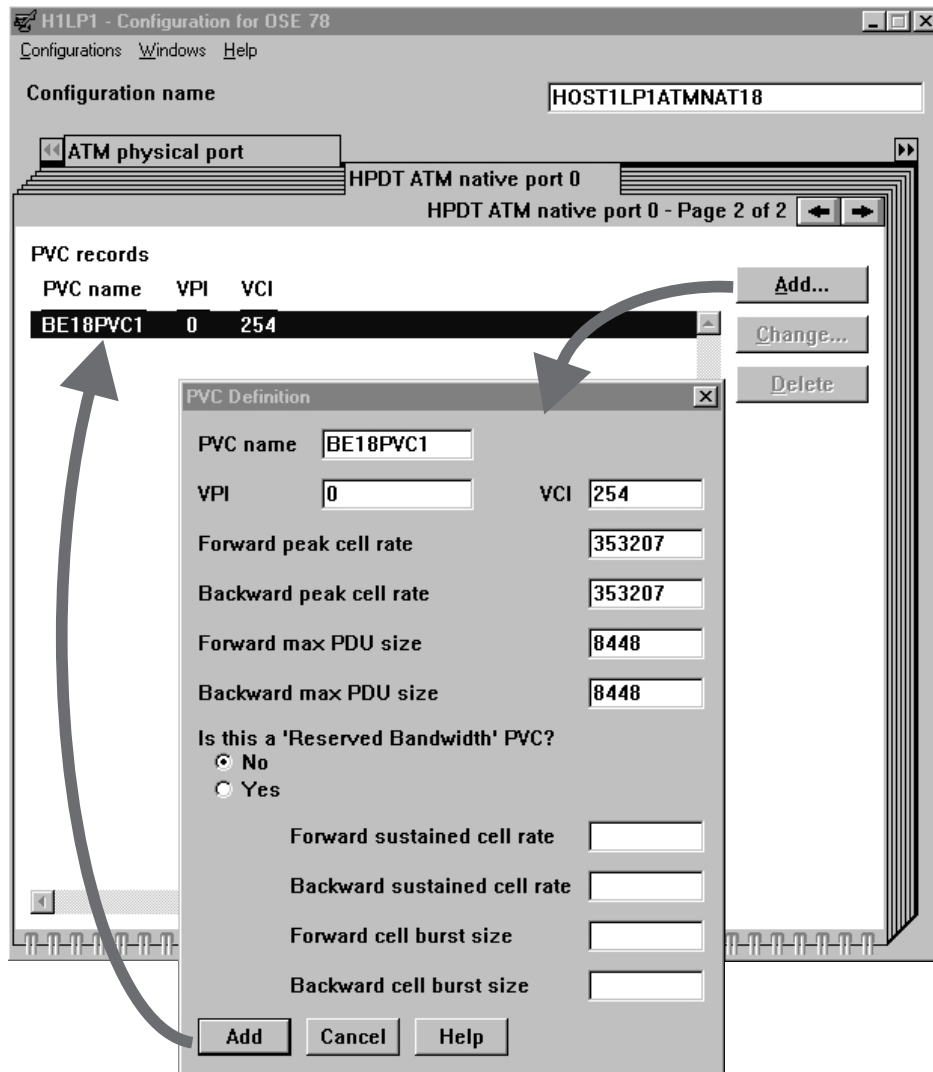 H1LP1 - Configuration for OSE 78
Configurations Windows Help
Configuration name HOST1LP1ATMNAT18
ATM physical port
HPDT ATM native port 0
HPDT ATM native port 0 - Page 2 of 2
PVC records
PVC name VPI VCI
Add...
BE18PVC1 0 254
Change...
Delete
PVC Definition
PVC name BE18PVC1
VPI 0 VCI 254
Forward peak cell rate 353207
Backward peak cell rate 353207
Forward max PDU size 8448
Backward max PDU size 8448
Is this a 'Reserved Bandwidth' PVC?
No
Yes
Forward sustained cell rate
Backward sustained cell rate
Forward cell burst size
Backward cell burst size
Add Cancel Help